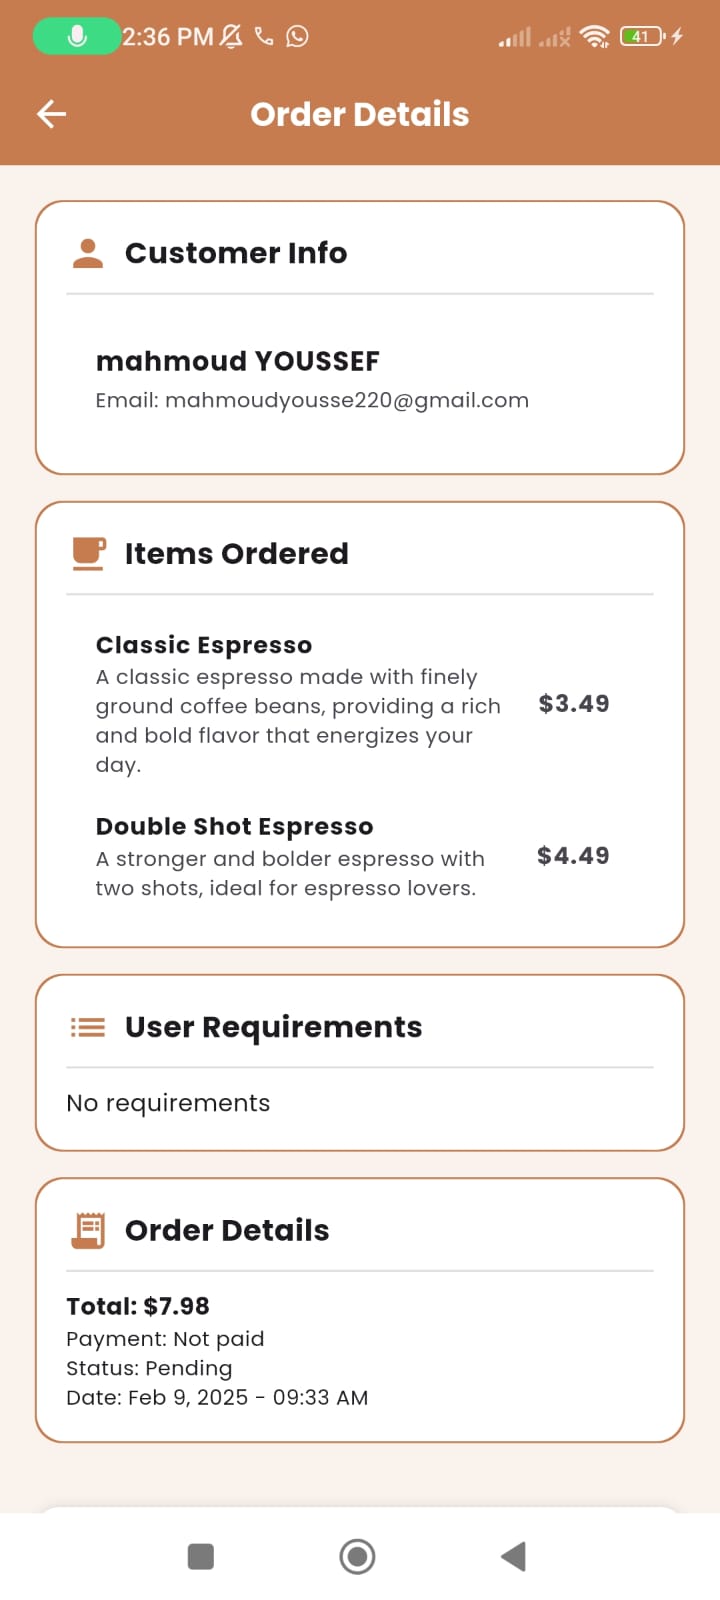 2:36 PM
41
Order Details
Customer Info
mahmoud YOUSSEF
Email: mahmoudyousse220@gmail.com
Items Ordered
Classic Espresso
A classic espresso made with finely
ground coffee beans, providing a rich
and bold flavor that energizes your
day.
$3.49
Double Shot Espresso
A stronger and bolder espresso with
two shots, ideal for espresso lovers.
$4.49
User Requirements
No requirements
Order Details
Total: $7.98
Payment: Not paid
Status: Pending
Date: Feb 9, 2025 - 09:33 AM